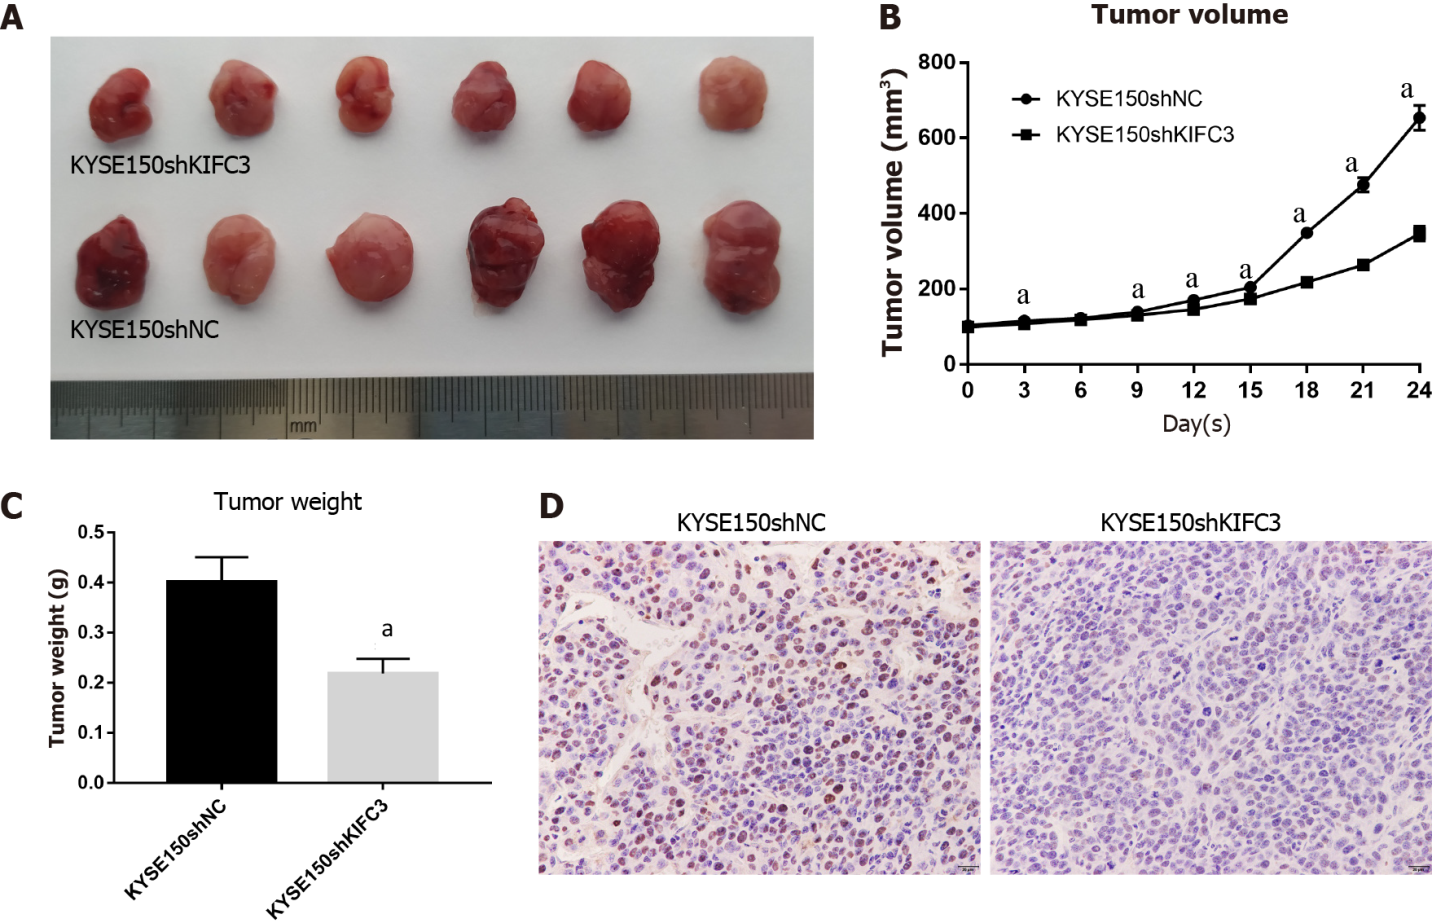 A
KYSE150shKIFC3
KYSE150shNC
mm
B
Tumor volume
Tumor volume (mm³)
800
600
400
200
0
KYSE150shNC
KYSE150shKIFC3
a
a
a
a
a
a
a
0
3
6
9
12
15
18
21
24
Day(s)
C
Tumor weight
Tumor weight (g)
0.5
0.4
0.3
0.2
0.1
0.0
a
KYSE150shNC
KYSE150shKIFC3
D
KYSE150shNC
KYSE150shKIFC3